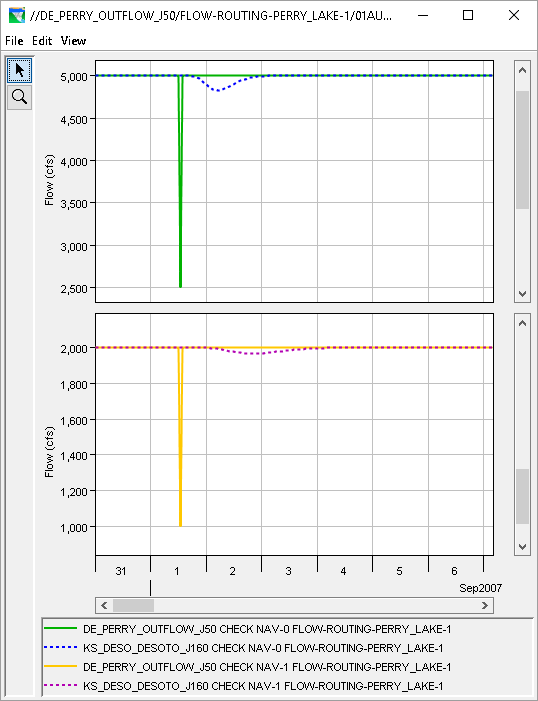 //DE_PERRY_OUTFLOW_J50/FLOW-ROUTING-PERRY_LAKE-1/01AU...
File Edit View
5,000
4,500
4,000
3,500
3,000
2,500
Flow (cfs)
2,000
1,800
1,600
1,400
1,200
1,000
Flow (cfs)
31 1 2 3 4 5 6
Sep2007
DE_PERRY_OUTFLOW_J50 CHECK NAV-0 FLOW-ROUTING-PERRY_LAKE-1
KS_DESO_DESOTO_J160 CHECK NAV-0 FLOW-ROUTING-PERRY_LAKE-1
DE_PERRY_OUTFLOW_J50 CHECK NAV-1 FLOW-ROUTING-PERRY_LAKE-1
KS_DESO_DESOTO_J160 CHECK NAV-1 FLOW-ROUTING-PERRY_LAKE-1